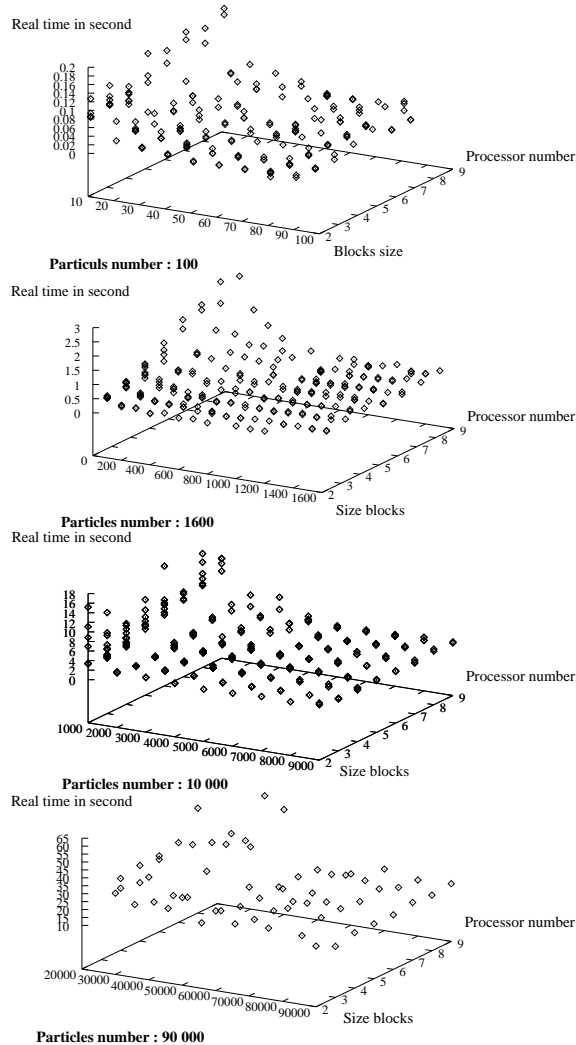 Real time in second
0.2
0.18
0.16
0.14
0.12
0.1
0.08
0.06
0.04
0.02
0
Processor number
10 20 30 40 50 60 70 80 90 100
2 3 4 5 6 7 8 9
Blocks size
Particuls number : 100
Real time in second
3
2.5
2
1.5
1
0.5
0
Processor number
0 200 400 600 800 1000 1200 1400 1600
2 3 4 5 6 7 8 9
Size blocks
Particles number : 1600
Real time in second
18
16
14
12
10
8
6
4
2
0
Processor number
1000 2000 3000 4000 5000 6000 7000 8000 9000
2 3 4 5 6 7 8 9
Size blocks
Particles number : 10 000
Real time in second
65
60
55
50
45
40
35
30
25
20
15
10
Processor number
20000 30000 40000 50000 60000 70000 80000 90000
2 3 4 5 6 7 8 9
Size blocks
Particles number : 90 000